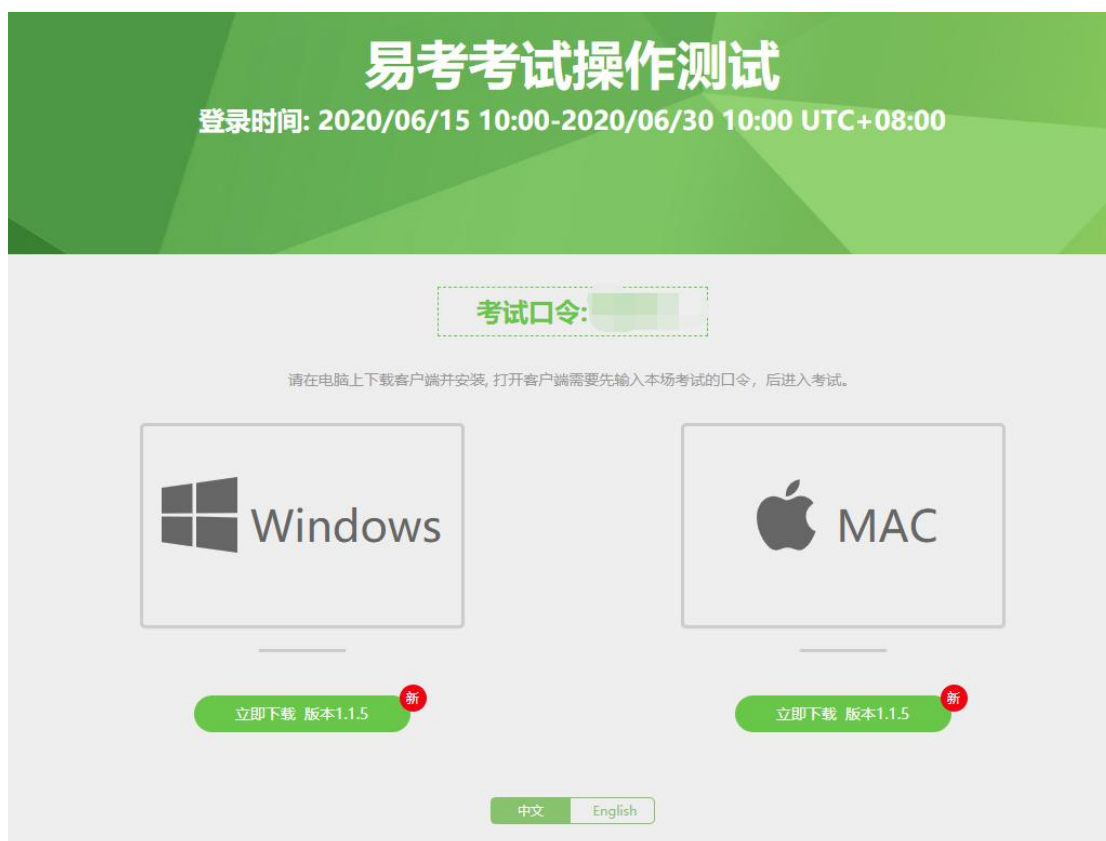 易考考试操作测试
登录时间: 2020/06/15 10:00-2020/06/30 10:00 UTC+08:00
考试口令:
请在电脑上下载客户端并安装, 打开客户端需要先输入本场考试的口令，后进入考试。
Windows
MAC
立即下载 版本1.1.5
新
立即下载 版本1.1.5
新
中文 English